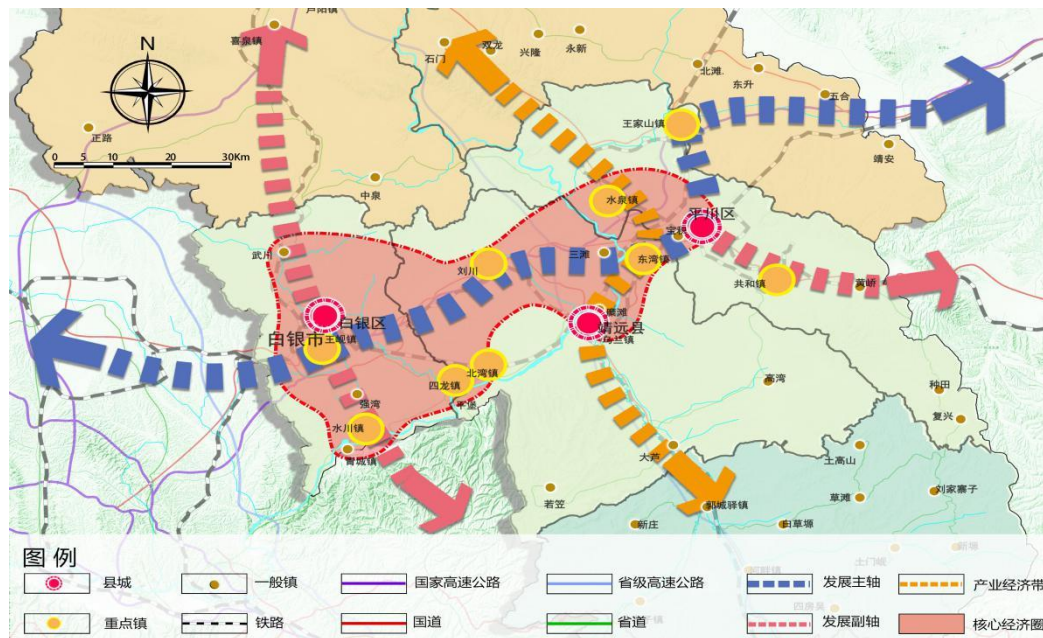 芦阳镇
喜泉镇
石门
双龙
兴隆
永新
北滩
东升
五合
N
正路
王家山镇
靖安
0 5 10 20 30Km
中泉
水泉镇
平川区
宝积
武川
刘川
三滩
东湾镇
共和镇
黄峤
白银区
靖远县
乌兰镇
白银市
王岘镇
四龙镇
北湾镇
高湾
种田
复兴
强湾
平堡
水川镇
青城镇
大芦
土高山
若笠
郭城驿镇
草滩
刘家寨子
新庄
白草塬
图例
县城
一般镇
国家高速公路
省级高速公路
发展主轴
产业经济带
重点镇
铁路
国道
省道
发展副轴
核心经济圈